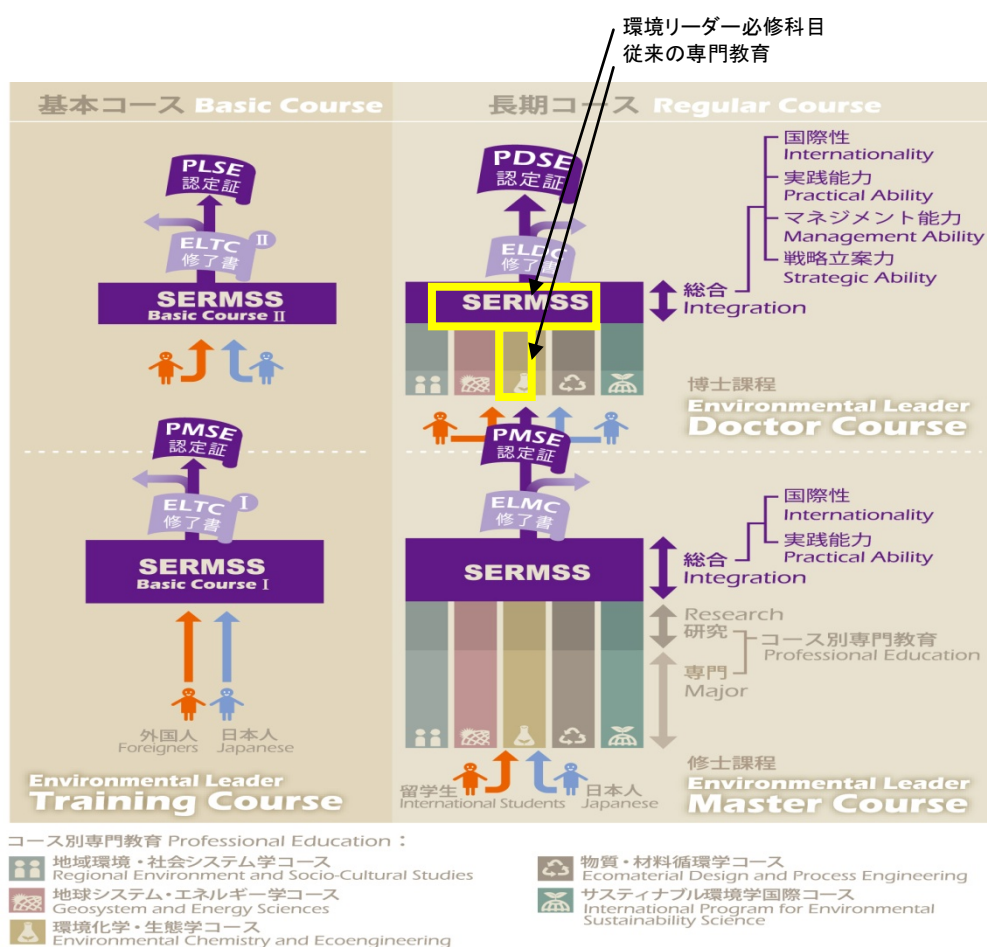 環境リーダー必修科目
従来の専門教育
基本コース Basic Course
長期コース Regular Course
PLSE
認定証
ELTC Ⅱ
修了書
SERMSS
Basic Course Ⅱ
PDSE
認定証
ELDC
修了書
SERMSS
総合
Integration
国際性
Internationality
実践能力
Practical Ability
マネジメント能力
Management Ability
戦略立案力
Strategic Ability
博士課程
Environmental Leader
Doctor Course
PMSE
認定証
ELTC Ⅰ
修了書
SERMSS
Basic Course Ⅰ
外国人
Foreigners
日本人
Japanese
Environmental Leader
Training Course
PMSE
認定証
ELMC
修了書
SERMSS
総合
Integration
国際性
Internationality
実践能力
Practical Ability
Research
研究
専門
Major
コース別専門教育
Professional Education
留学生
International Students
日本人
Japanese
修士課程
Environmental Leader
Master Course
コース別専門教育 Professional Education：
地域環境・社会システム学コース
Regional Environment and Socio-Cultural Studies
地球システム・エネルギー学コース
Geosystem and Energy Sciences
環境化学・生態学コース
Environmental Chemistry and Ecoengineering
物質・材料循環学コース
Ecomaterial Design and Process Engineering
サスティナブル環境学国際コース
International Program for Environmental
Sustainability Science